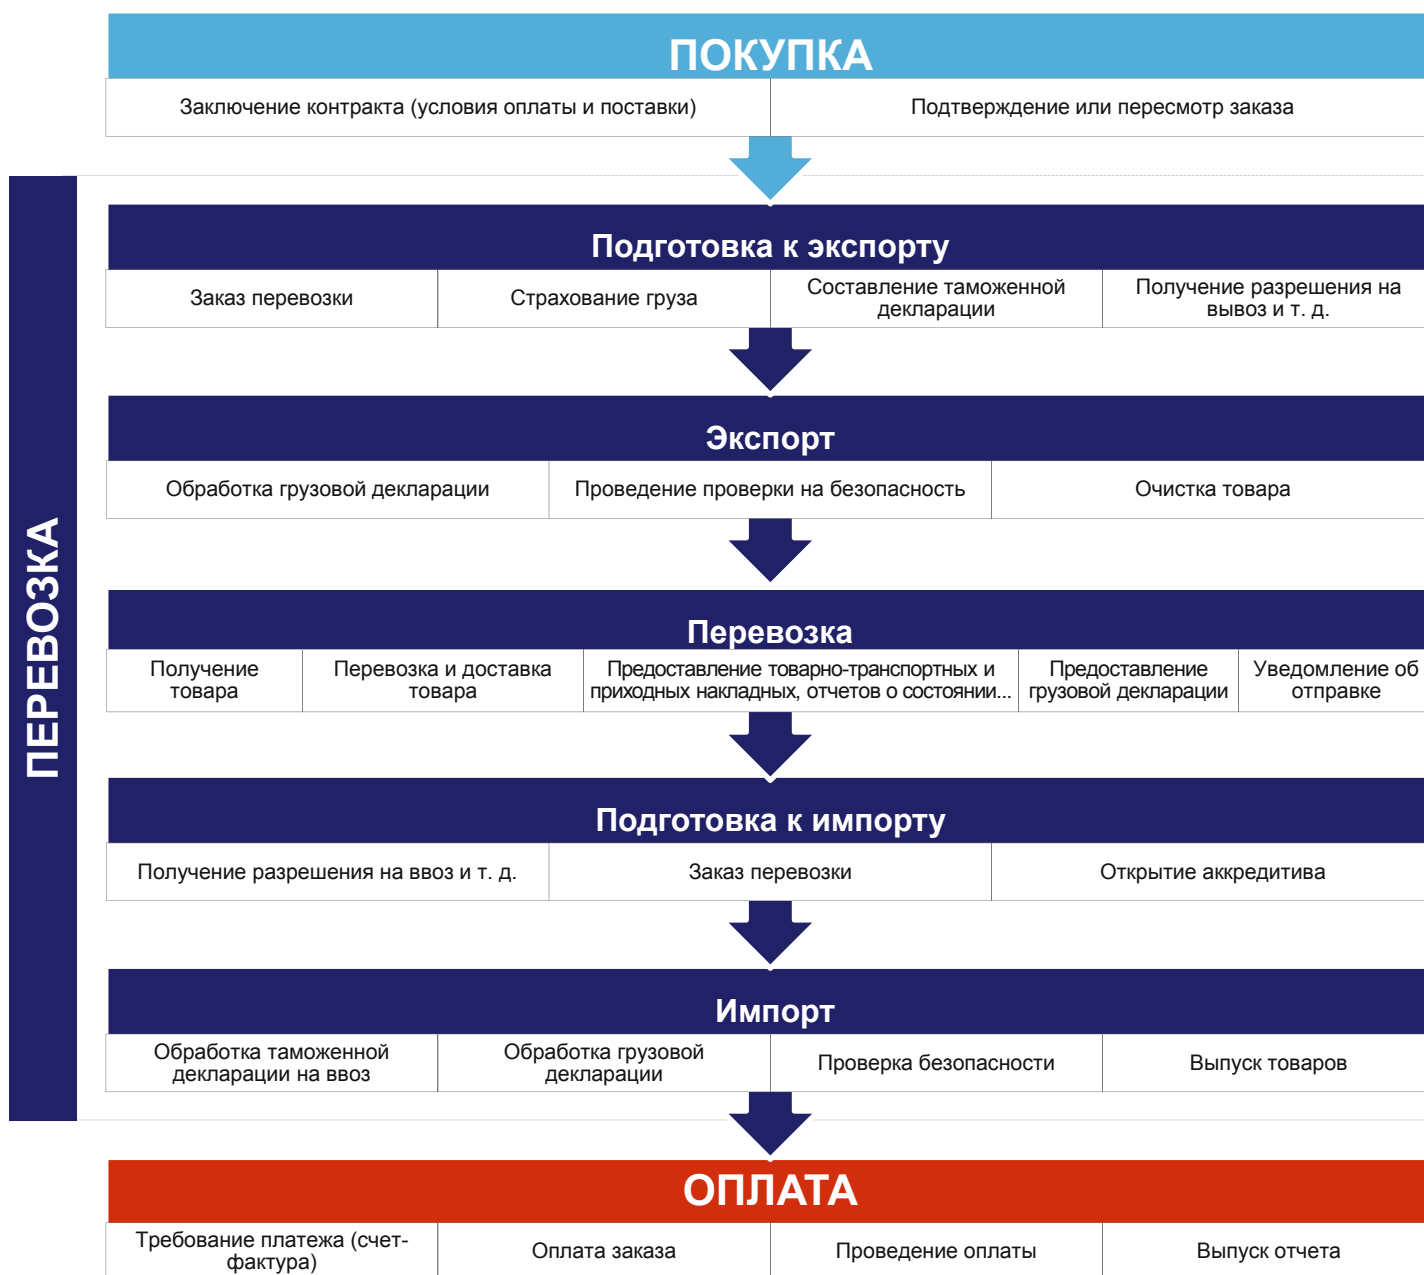 ПОКУПКА
Заключение контракта (условия оплаты и поставки)
Подтверждение или пересмотр заказа
ПЕРЕВОЗКА
Подготовка к экспорту
Заказ перевозки
Страхование груза
Составление таможенной
декларации
Получение разрешения на
вывоз и т. д.
Экспорт
Обработка грузовой декларации
Проведение проверки на безопасность
Очистка товара
Перевозка
Получение
товара
Перевозка и доставка
товара
Предоставление товарно-транспортных и
приходных накладных, отчетов о состоянии...
Предоставление
грузовой декларации
Уведомление об
отправке
Подготовка к импорту
Получение разрешения на ввоз и т. д.
Заказ перевозки
Открытие аккредитива
Импорт
Обработка таможенной
декларации на ввоз
Обработка грузовой
декларации
Проверка безопасности
Выпуск товаров
ОПЛАТА
Требование платежа (счет-
фактура)
Оплата заказа
Проведение оплаты
Выпуск отчета